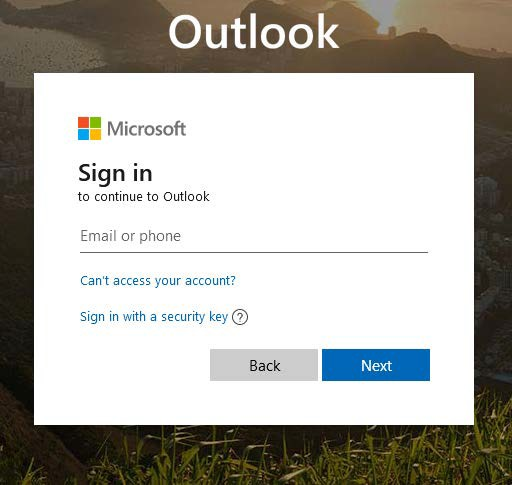 Outlook
Microsoft
Sign in
to continue to Outlook
Email or phone
Can't access your account?
Sign in with a security key ?
Back
Next